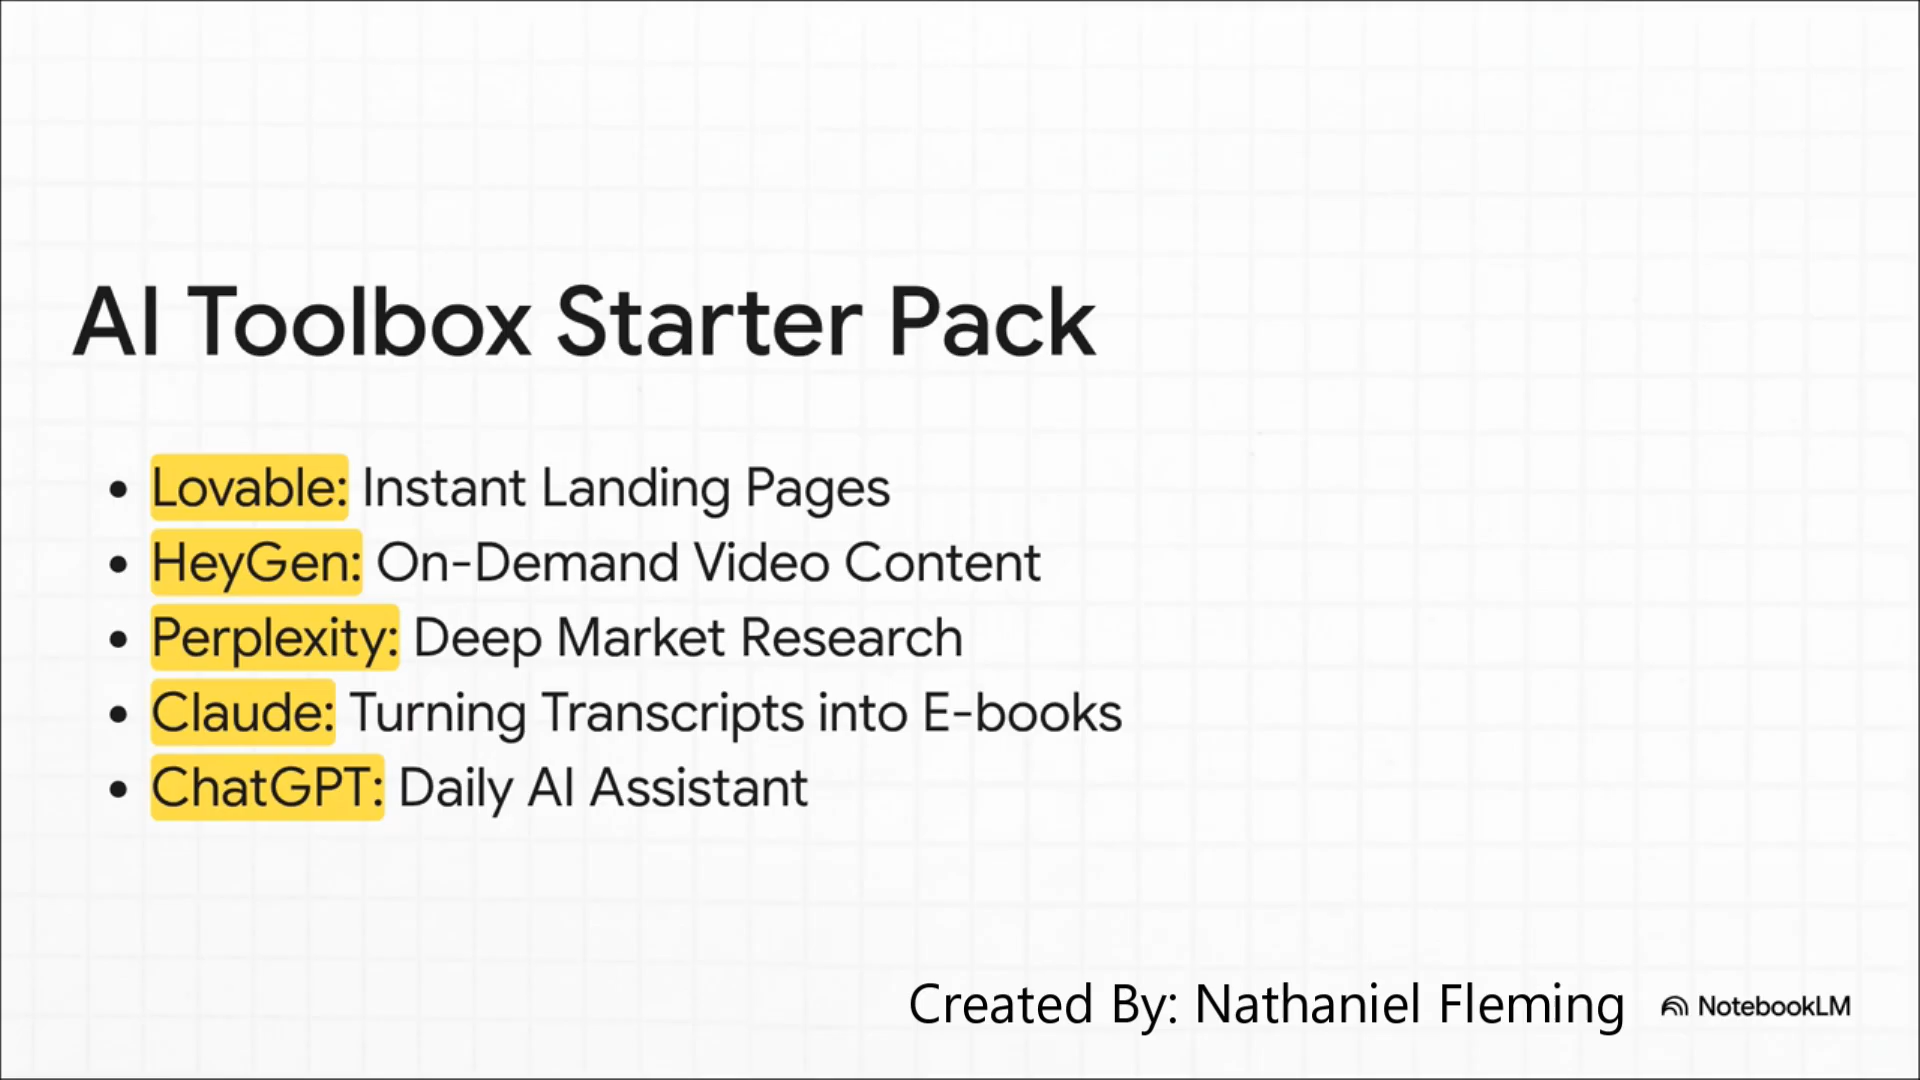 AI Toolbox Starter Pack
• Lovable: Instant Landing Pages
• HeyGen: On-Demand Video Content
• Perplexity: Deep Market Research
• Claude: Turning Transcripts into E-books
• ChatGPT: Daily AI Assistant
Created By: Nathaniel Fleming
NotebookLM